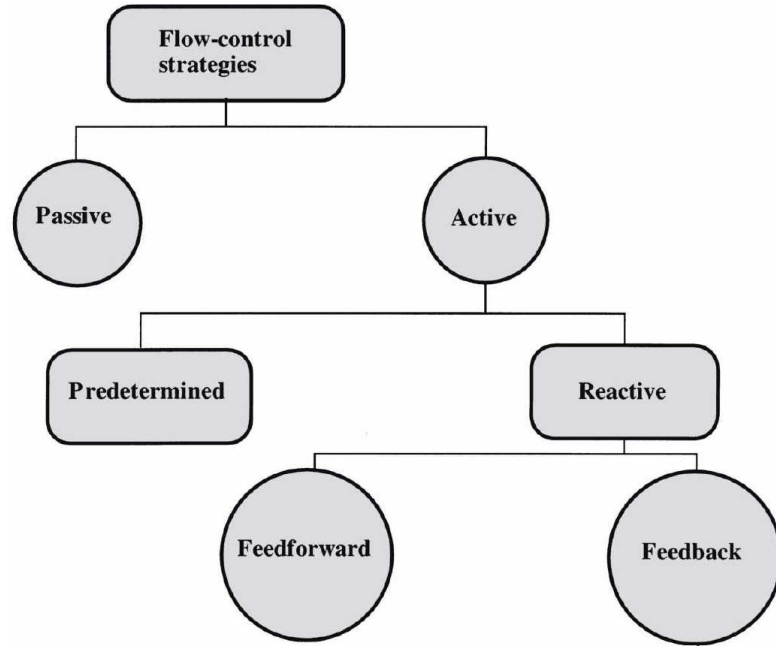 Flow-control
strategies
Passive
Active
Predetermined
Reactive
Feedforward
Feedback